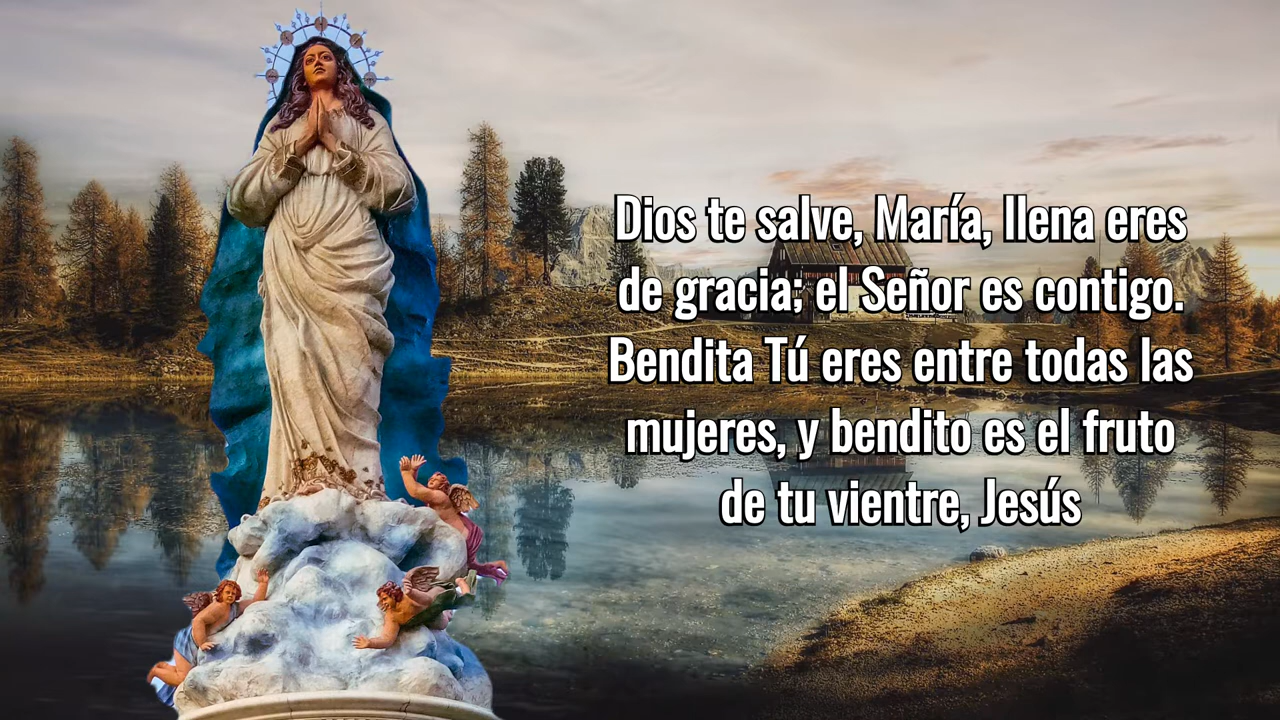 Dios te salve, María, llena eres
de gracia; el Señor es contigo.
Bendita Tú eres entre todas las
mujeres, y bendito es el fruto
de tu vientre, Jesús